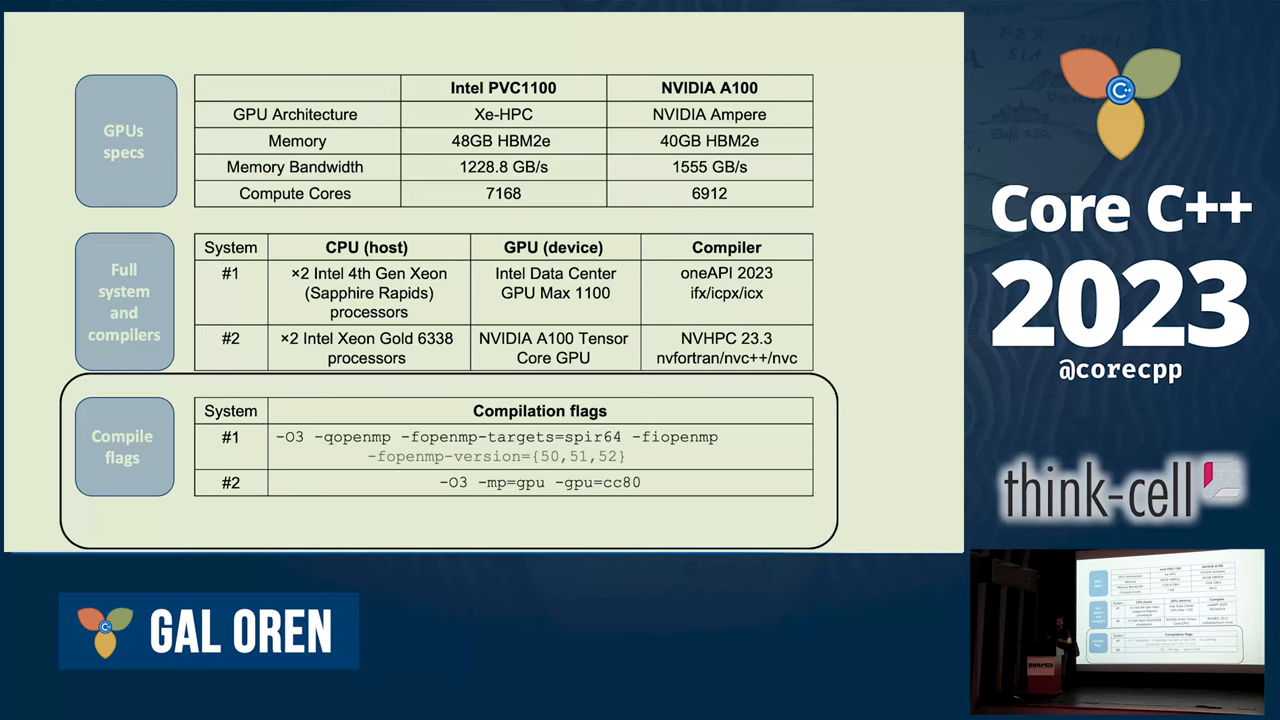 GPUs
specs
Intel PVC1100 NVIDIA A100
GPU Architecture Xe-HPC NVIDIA Ampere
Memory 48GB HBM2e 40GB HBM2e
Memory Bandwidth 1228.8 GB/s 1555 GB/s
Compute Cores 7168 6912
Full
system
and
compilers
System CPU (host) GPU (device) Compiler
#1 ×2 Intel 4th Gen Xeon Intel Data Center oneAPI 2023
(Sapphire Rapids) GPU Max 1100 ifx/icpx/icx
processors
#2 ×2 Intel Xeon Gold 6338 NVIDIA A100 Tensor NVHPC 23.3
processors Core GPU nvfortran/nvc++/nvc
Compile
flags
System Compilation flags
#1 -O3 -qopenmp -fopenmp-targets=spir64 -fiopenmp
-fopenmp-version={50,51,52}
#2 -O3 -mp=gpu -gpu=cc80
C++
Core C++
2023
@corecpp
think-cell
C++
GAL OREN